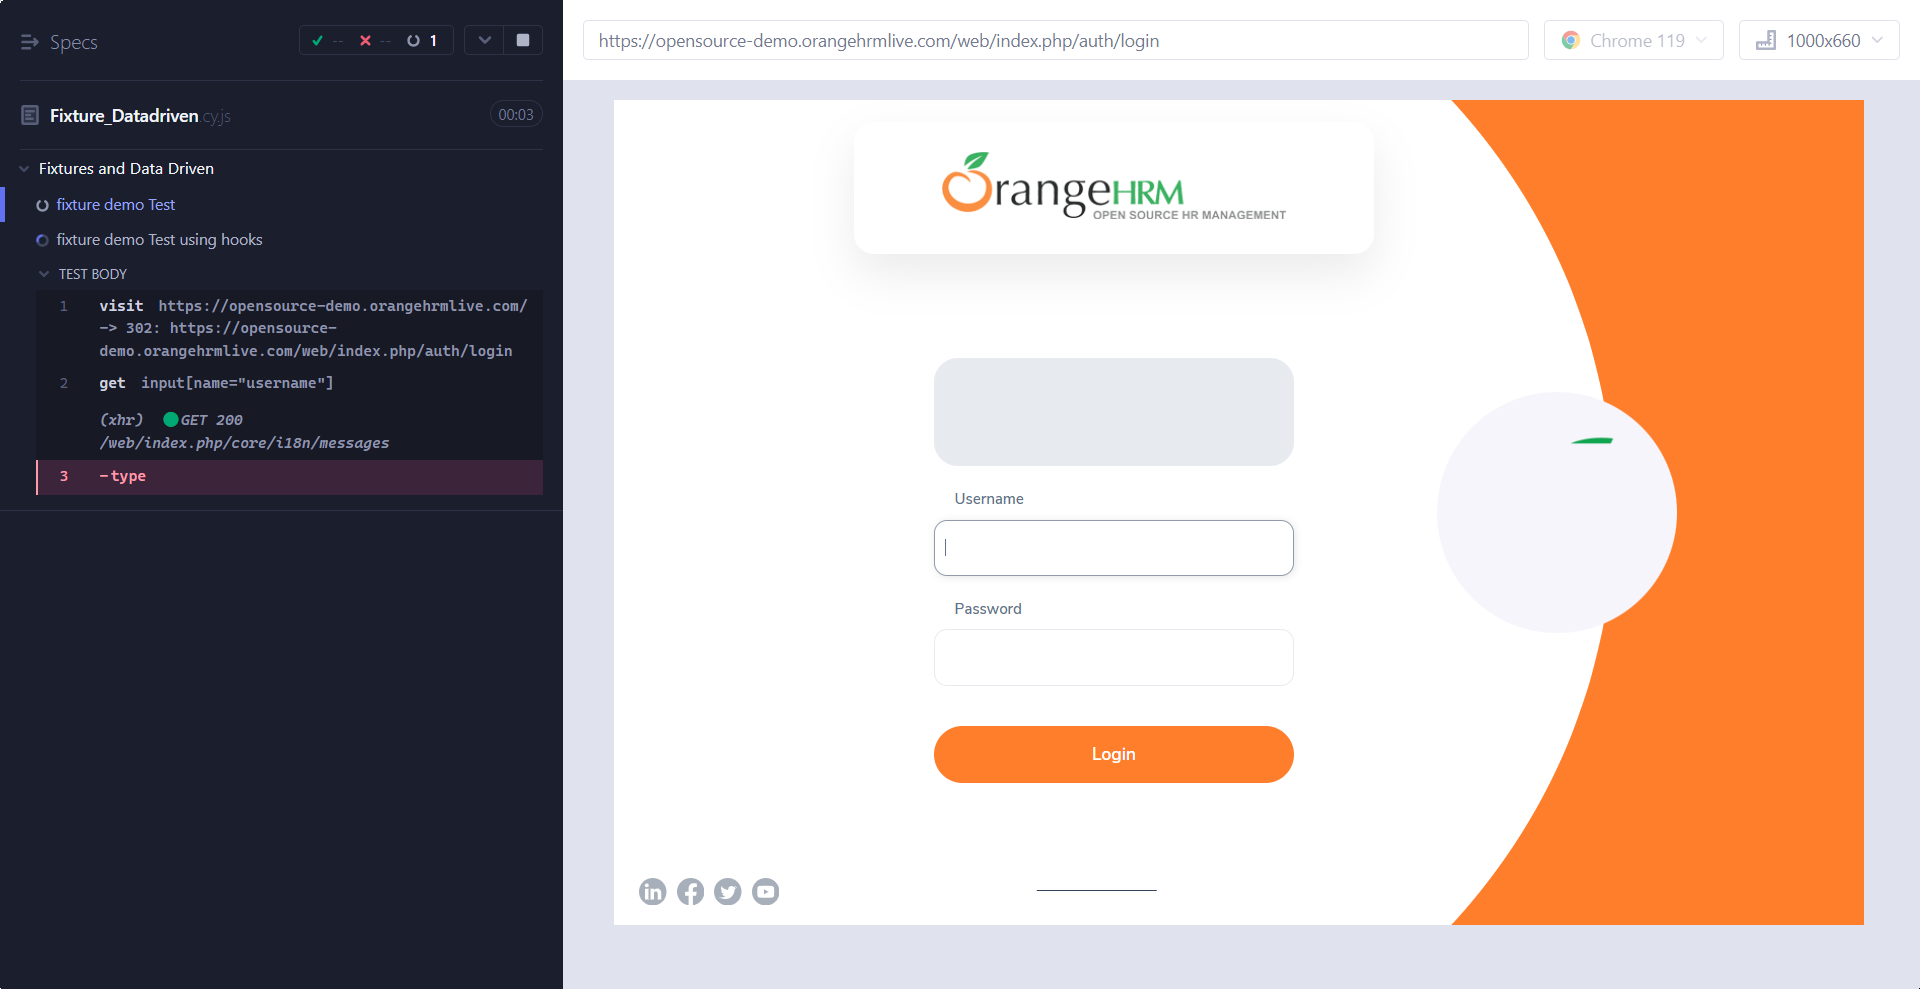 Specs
-- -- 1
Fixture_Datadriven.cy.js 00:03
Fixtures and Data Driven
fixture demo Test
fixture demo Test using hooks
TEST BODY
1 visit https://opensource-demo.orangehrmlive.com/
-> 302: https://opensource-
demo.orangehrmlive.com/web/index.php/auth/login
2 get input[name="username"]
(xhr) GET 200
/web/index.php/core/i18n/messages
3 -type
https://opensource-demo.orangehrmlive.com/web/index.php/auth/login
Chrome 119
1000x660
OrangeHRM
OPEN SOURCE HR MANAGEMENT
Username
Password
Login